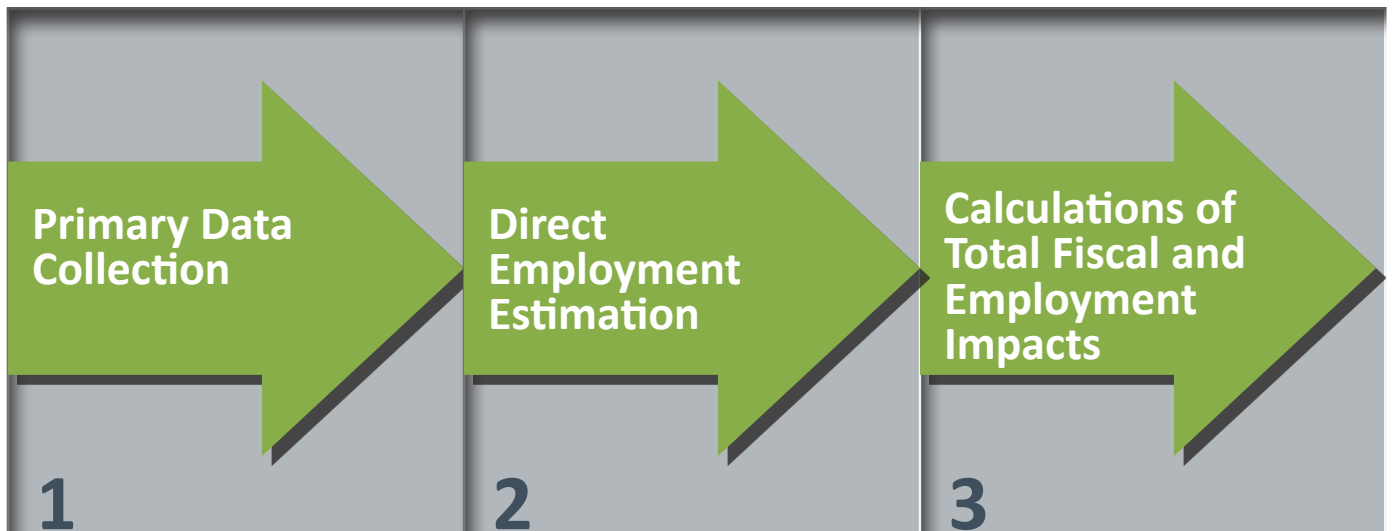 Primary Data
Collection
1
Direct
Employment
Estimation
2
Calculations of
Total Fiscal and
Employment
Impacts
3